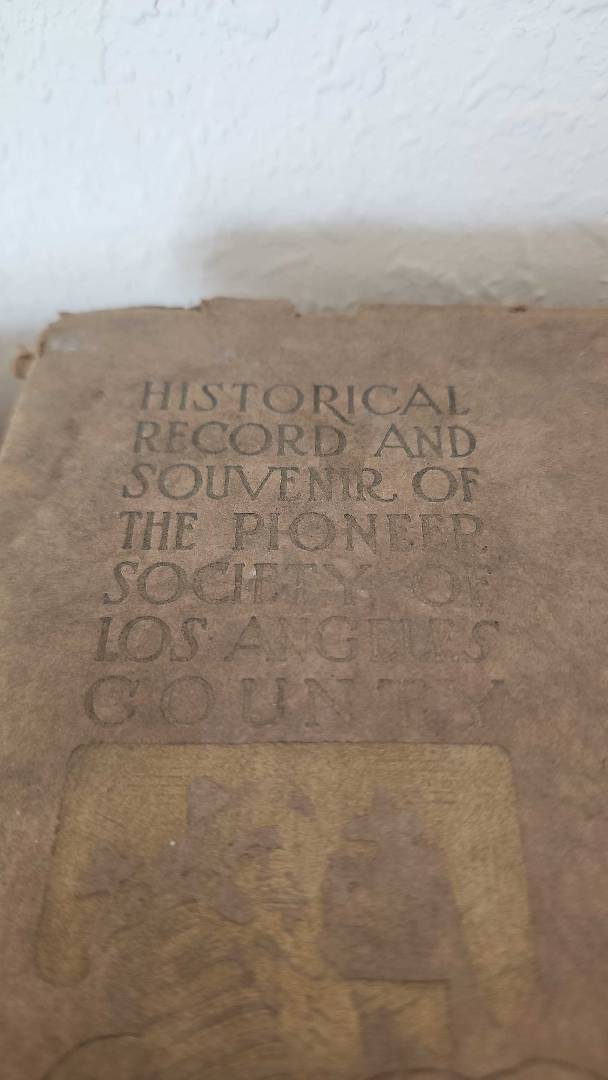 HISTORICAL
RECORD AND
SOUVENIR OF
THE PIONEER
SOCIETY OF
LOS ANGELES
COUNTY